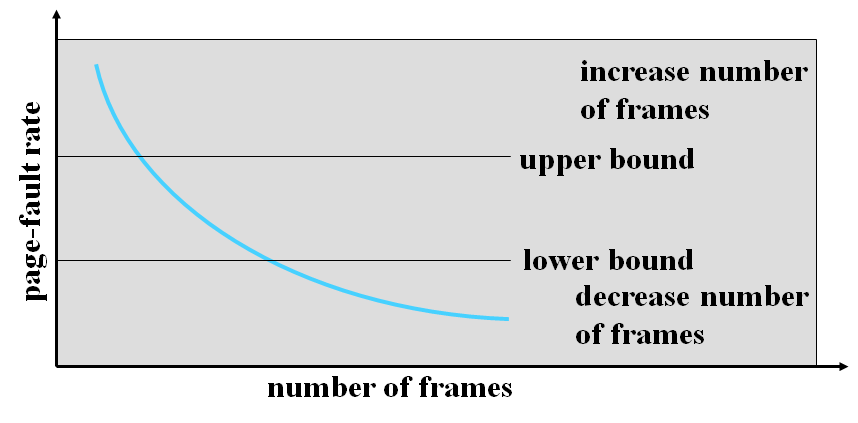 increase number
of frames
upper bound
page-fault rate
lower bound
decrease number
of frames
number of frames